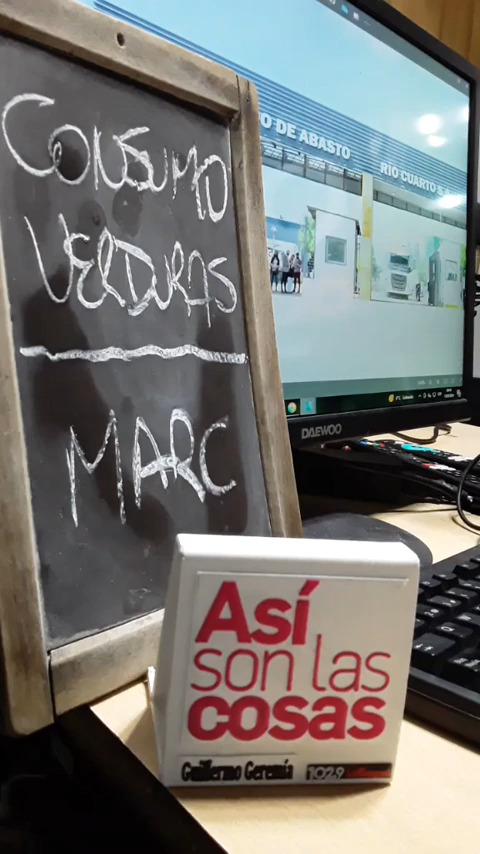 CONSUMO
VERDURAS
MARC
O DE ABASTO
RIO CUARTO S.A.
DAEWOO
Así
son las
cosas
Guillermo Geremía 102.9